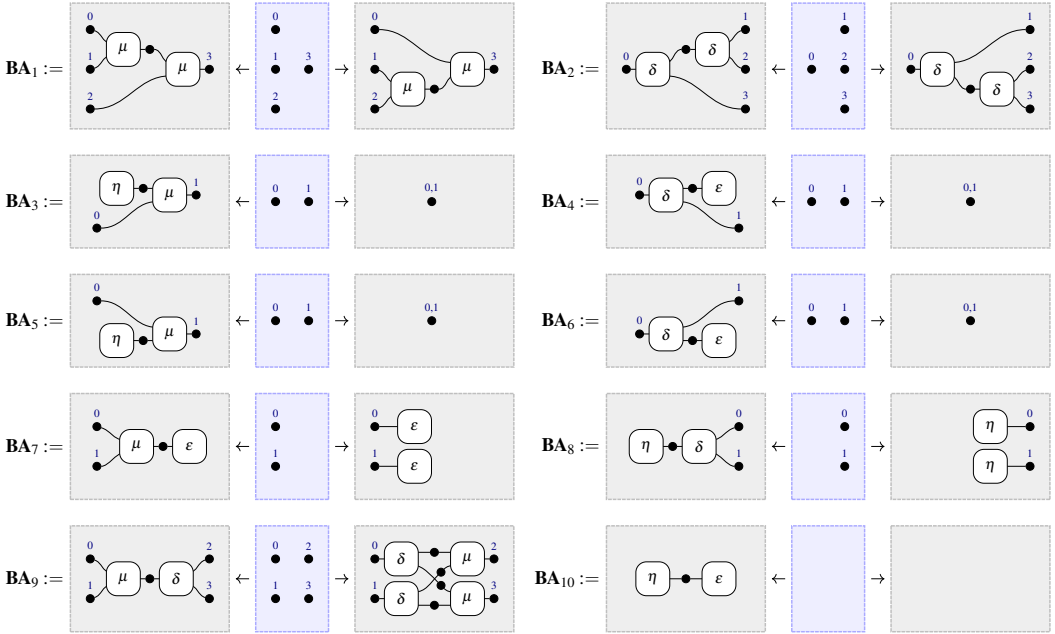 0 0 0 1 1
μ δ
1 3 1 3 1 3 0 2 0 2 0 2
BA₁ := μ ← → μ BA₂ := δ ← → δ
μ δ
2 2 2 3 3 3
η 1 0 1 0,1 0 ε 0 1 0,1
BA₃ := μ ← → BA₄ := δ ← →
0 1
0 1
1 0 1 0,1 0 0 1 0,1
BA₅ := μ ← → BA₆ := δ ← →
η ε
0 0 0 0 0 0
ε η
BA₇ := μ ε ← → BA₈ := η δ ← →
1 1 1 1 1 1
ε η
0 2 0 2 0 2
δ μ
BA₉ := μ δ ← → BA₁₀ := η ε ← →
1 3 1 3 1 3
δ μ